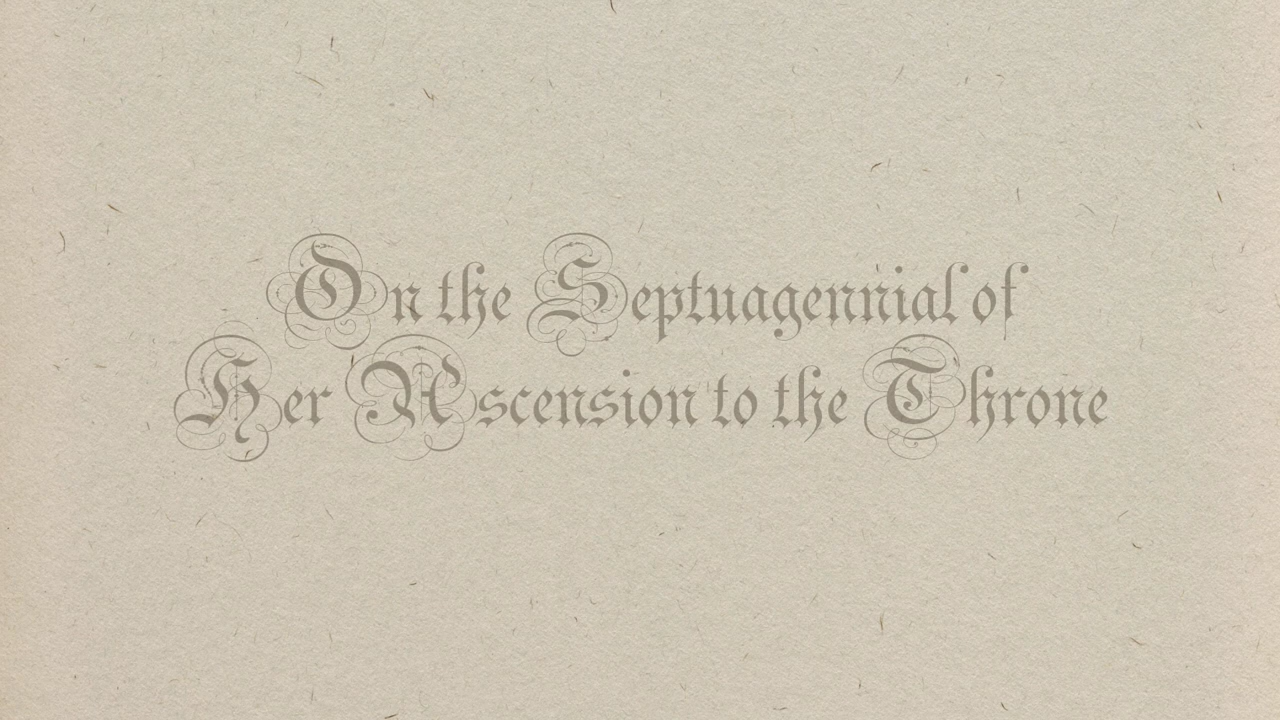 On the Septuagennial of
Her Ascension to the Throne